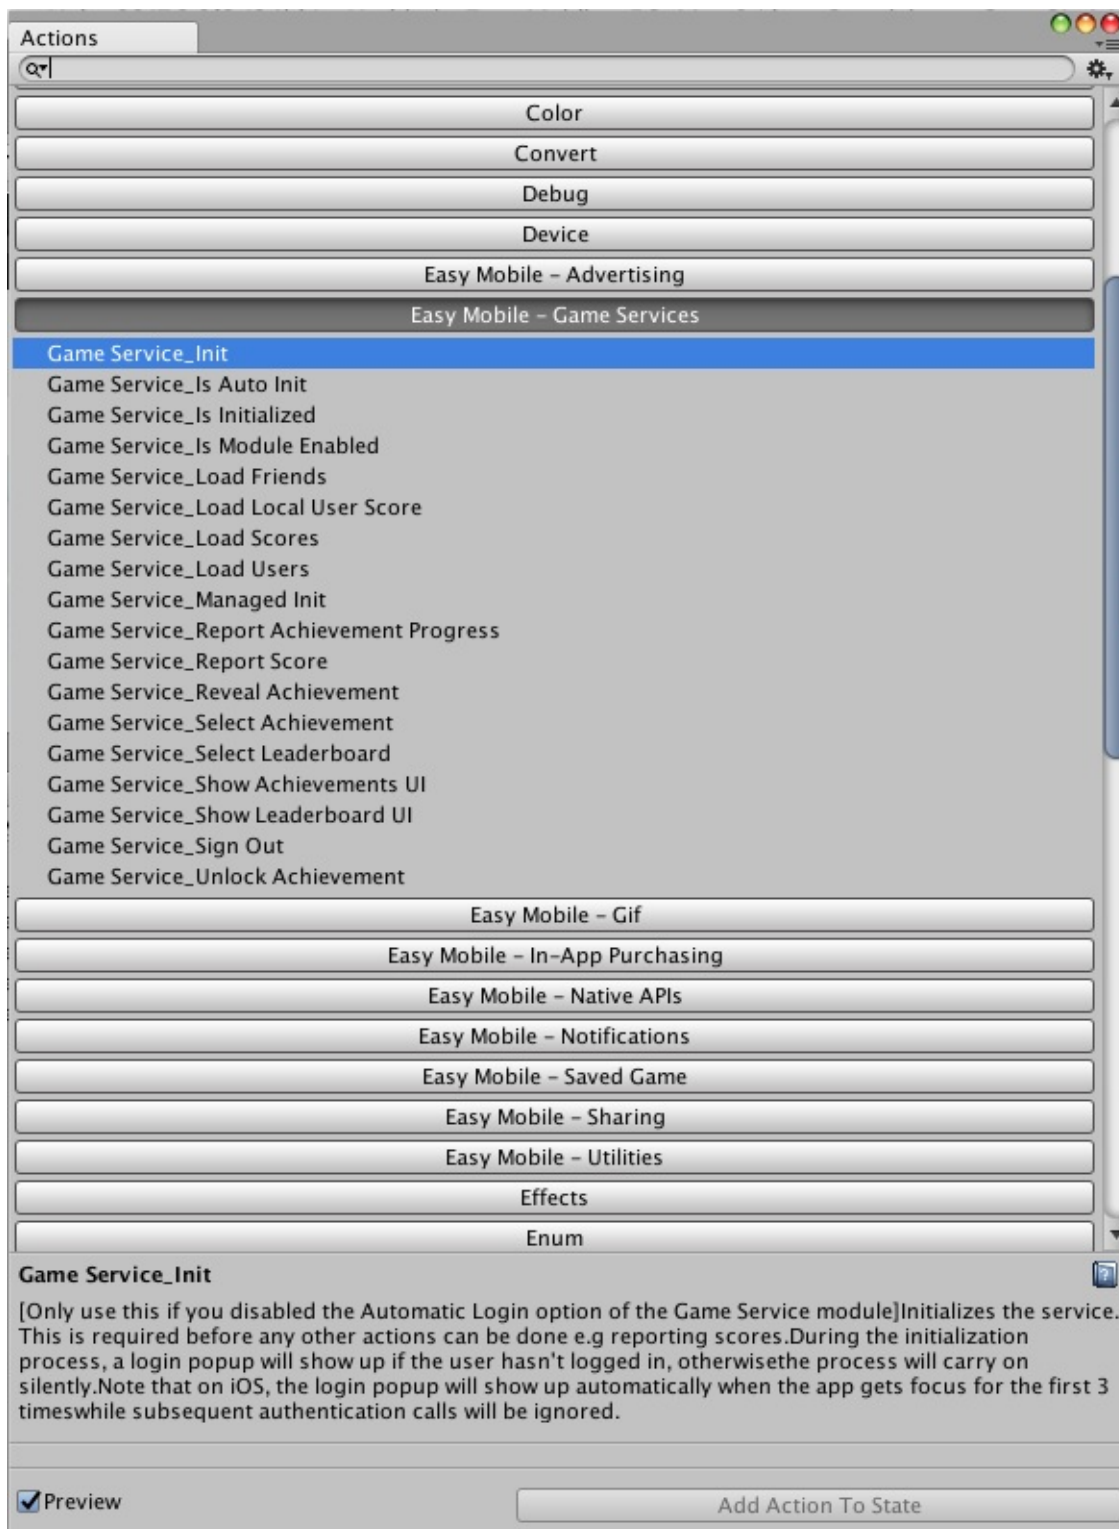 Actions
Color
Convert
Debug
Device
Easy Mobile – Advertising
Easy Mobile – Game Services
Game Service_Init
Game Service_Is Auto Init
Game Service_Is Initialized
Game Service_Is Module Enabled
Game Service_Load Friends
Game Service_Load Local User Score
Game Service_Load Scores
Game Service_Load Users
Game Service_Managed Init
Game Service_Report Achievement Progress
Game Service_Report Score
Game Service_Reveal Achievement
Game Service_Select Achievement
Game Service_Select Leaderboard
Game Service_Show Achievements UI
Game Service_Show Leaderboard UI
Game Service_Sign Out
Game Service_Unlock Achievement
Easy Mobile – Gif
Easy Mobile – In–App Purchasing
Easy Mobile – Native APIs
Easy Mobile – Notifications
Easy Mobile – Saved Game
Easy Mobile – Sharing
Easy Mobile – Utilities
Effects
Enum
Game Service_Init
[Only use this if you disabled the Automatic Login option of the Game Service module]Initializes the service.
This is required before any other actions can be done e.g reporting scores.During the initialization
process, a login popup will show up if the user hasn't logged in, otherwisethe process will carry on
silently.Note that on iOS, the login popup will show up automatically when the app gets focus for the first 3
timeswhile subsequent authentication calls will be ignored.
Preview
Add Action To State